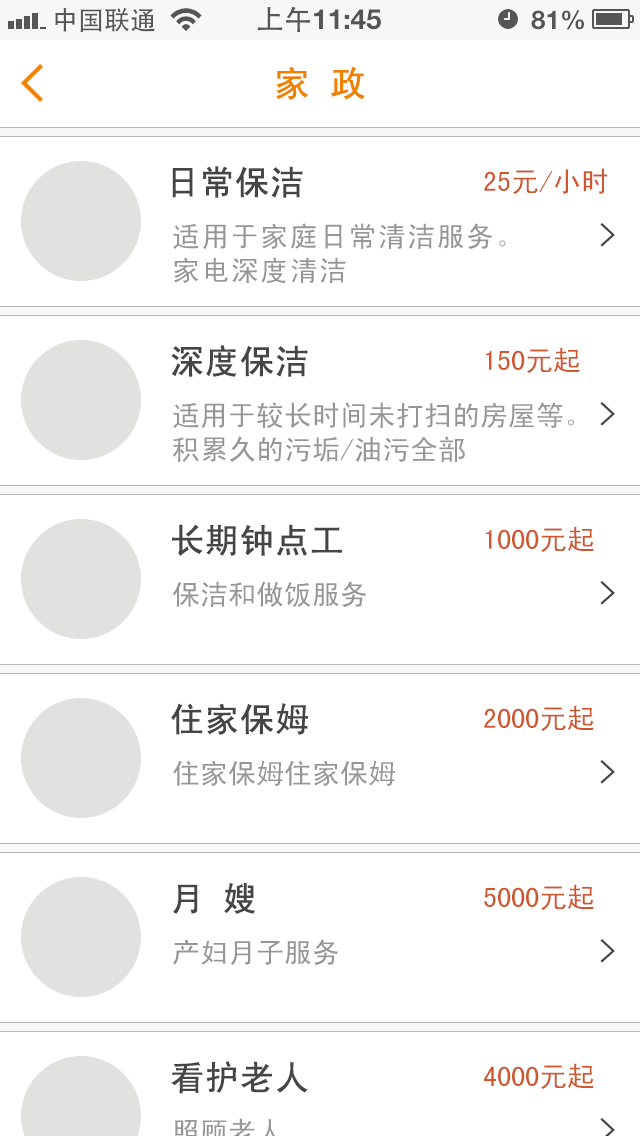 中国联通 上午11:45 81%
家 政
日常保洁 25元/小时
适用于家庭日常清洁服务。
家电深度清洁
深度保洁 150元起
适用于较长时间未打扫的房屋等。
积累久的污垢/油污全部
长期钟点工 1000元起
保洁和做饭服务
住家保姆 2000元起
住家保姆住家保姆
月 嫂 5000元起
产妇月子服务
看护老人 4000元起
照顾老人